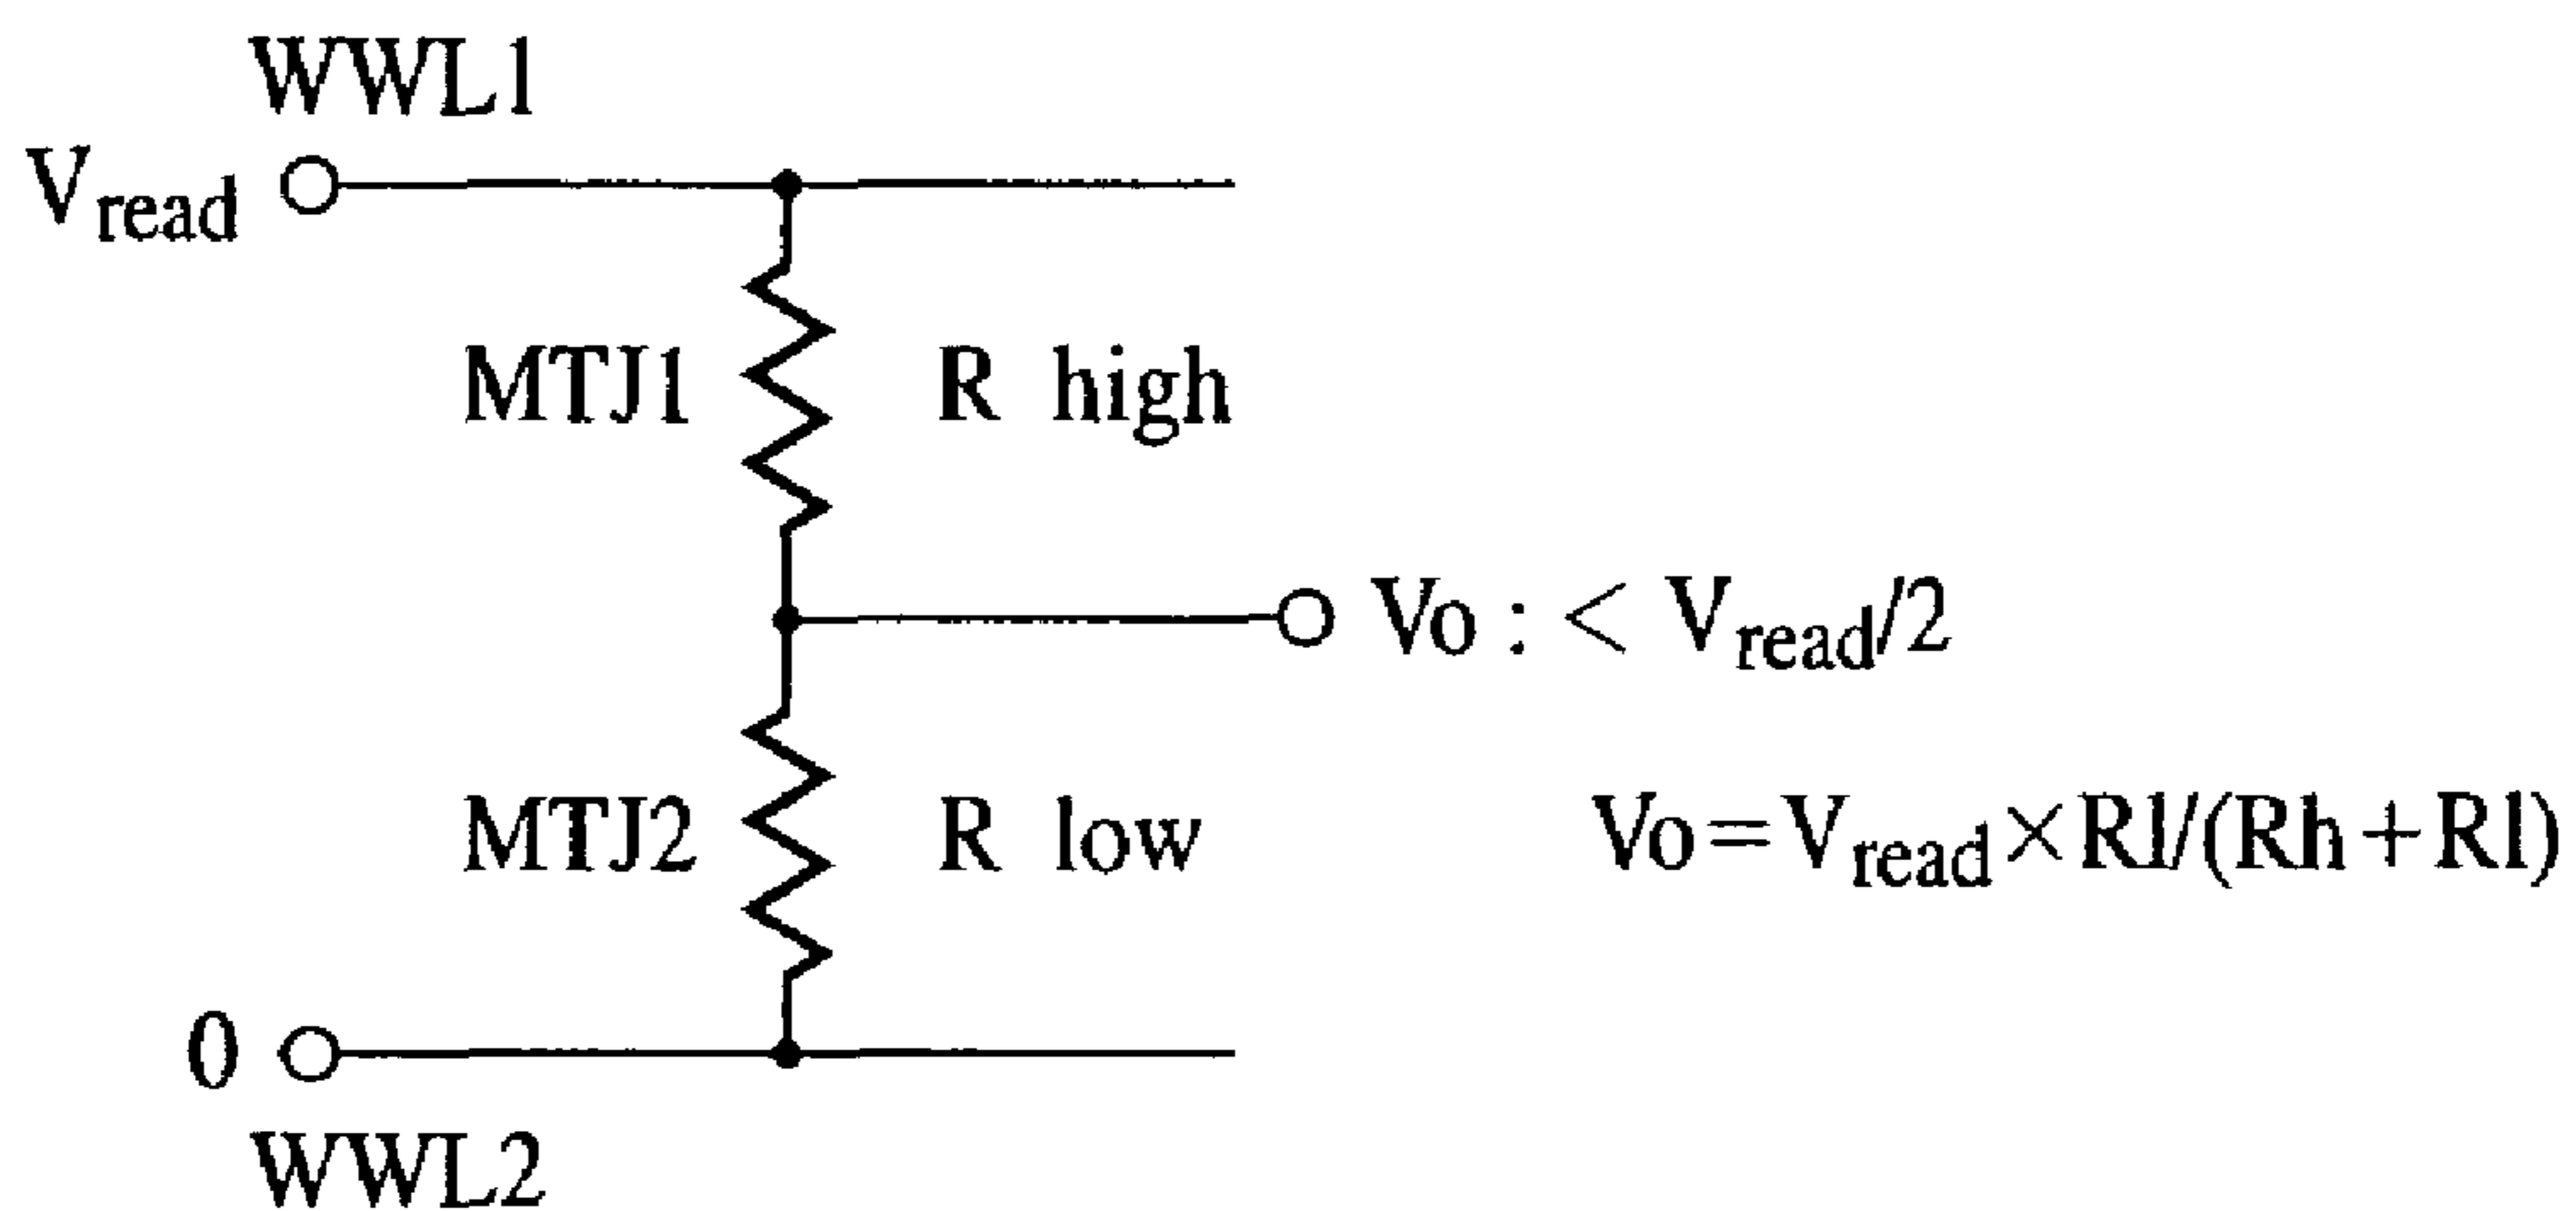 WWL1
Vread
MTJ1 R high
Vo : < Vread/2
MTJ2 R low
Vo=Vread×Rl/(Rh+Rl)
0
WWL2